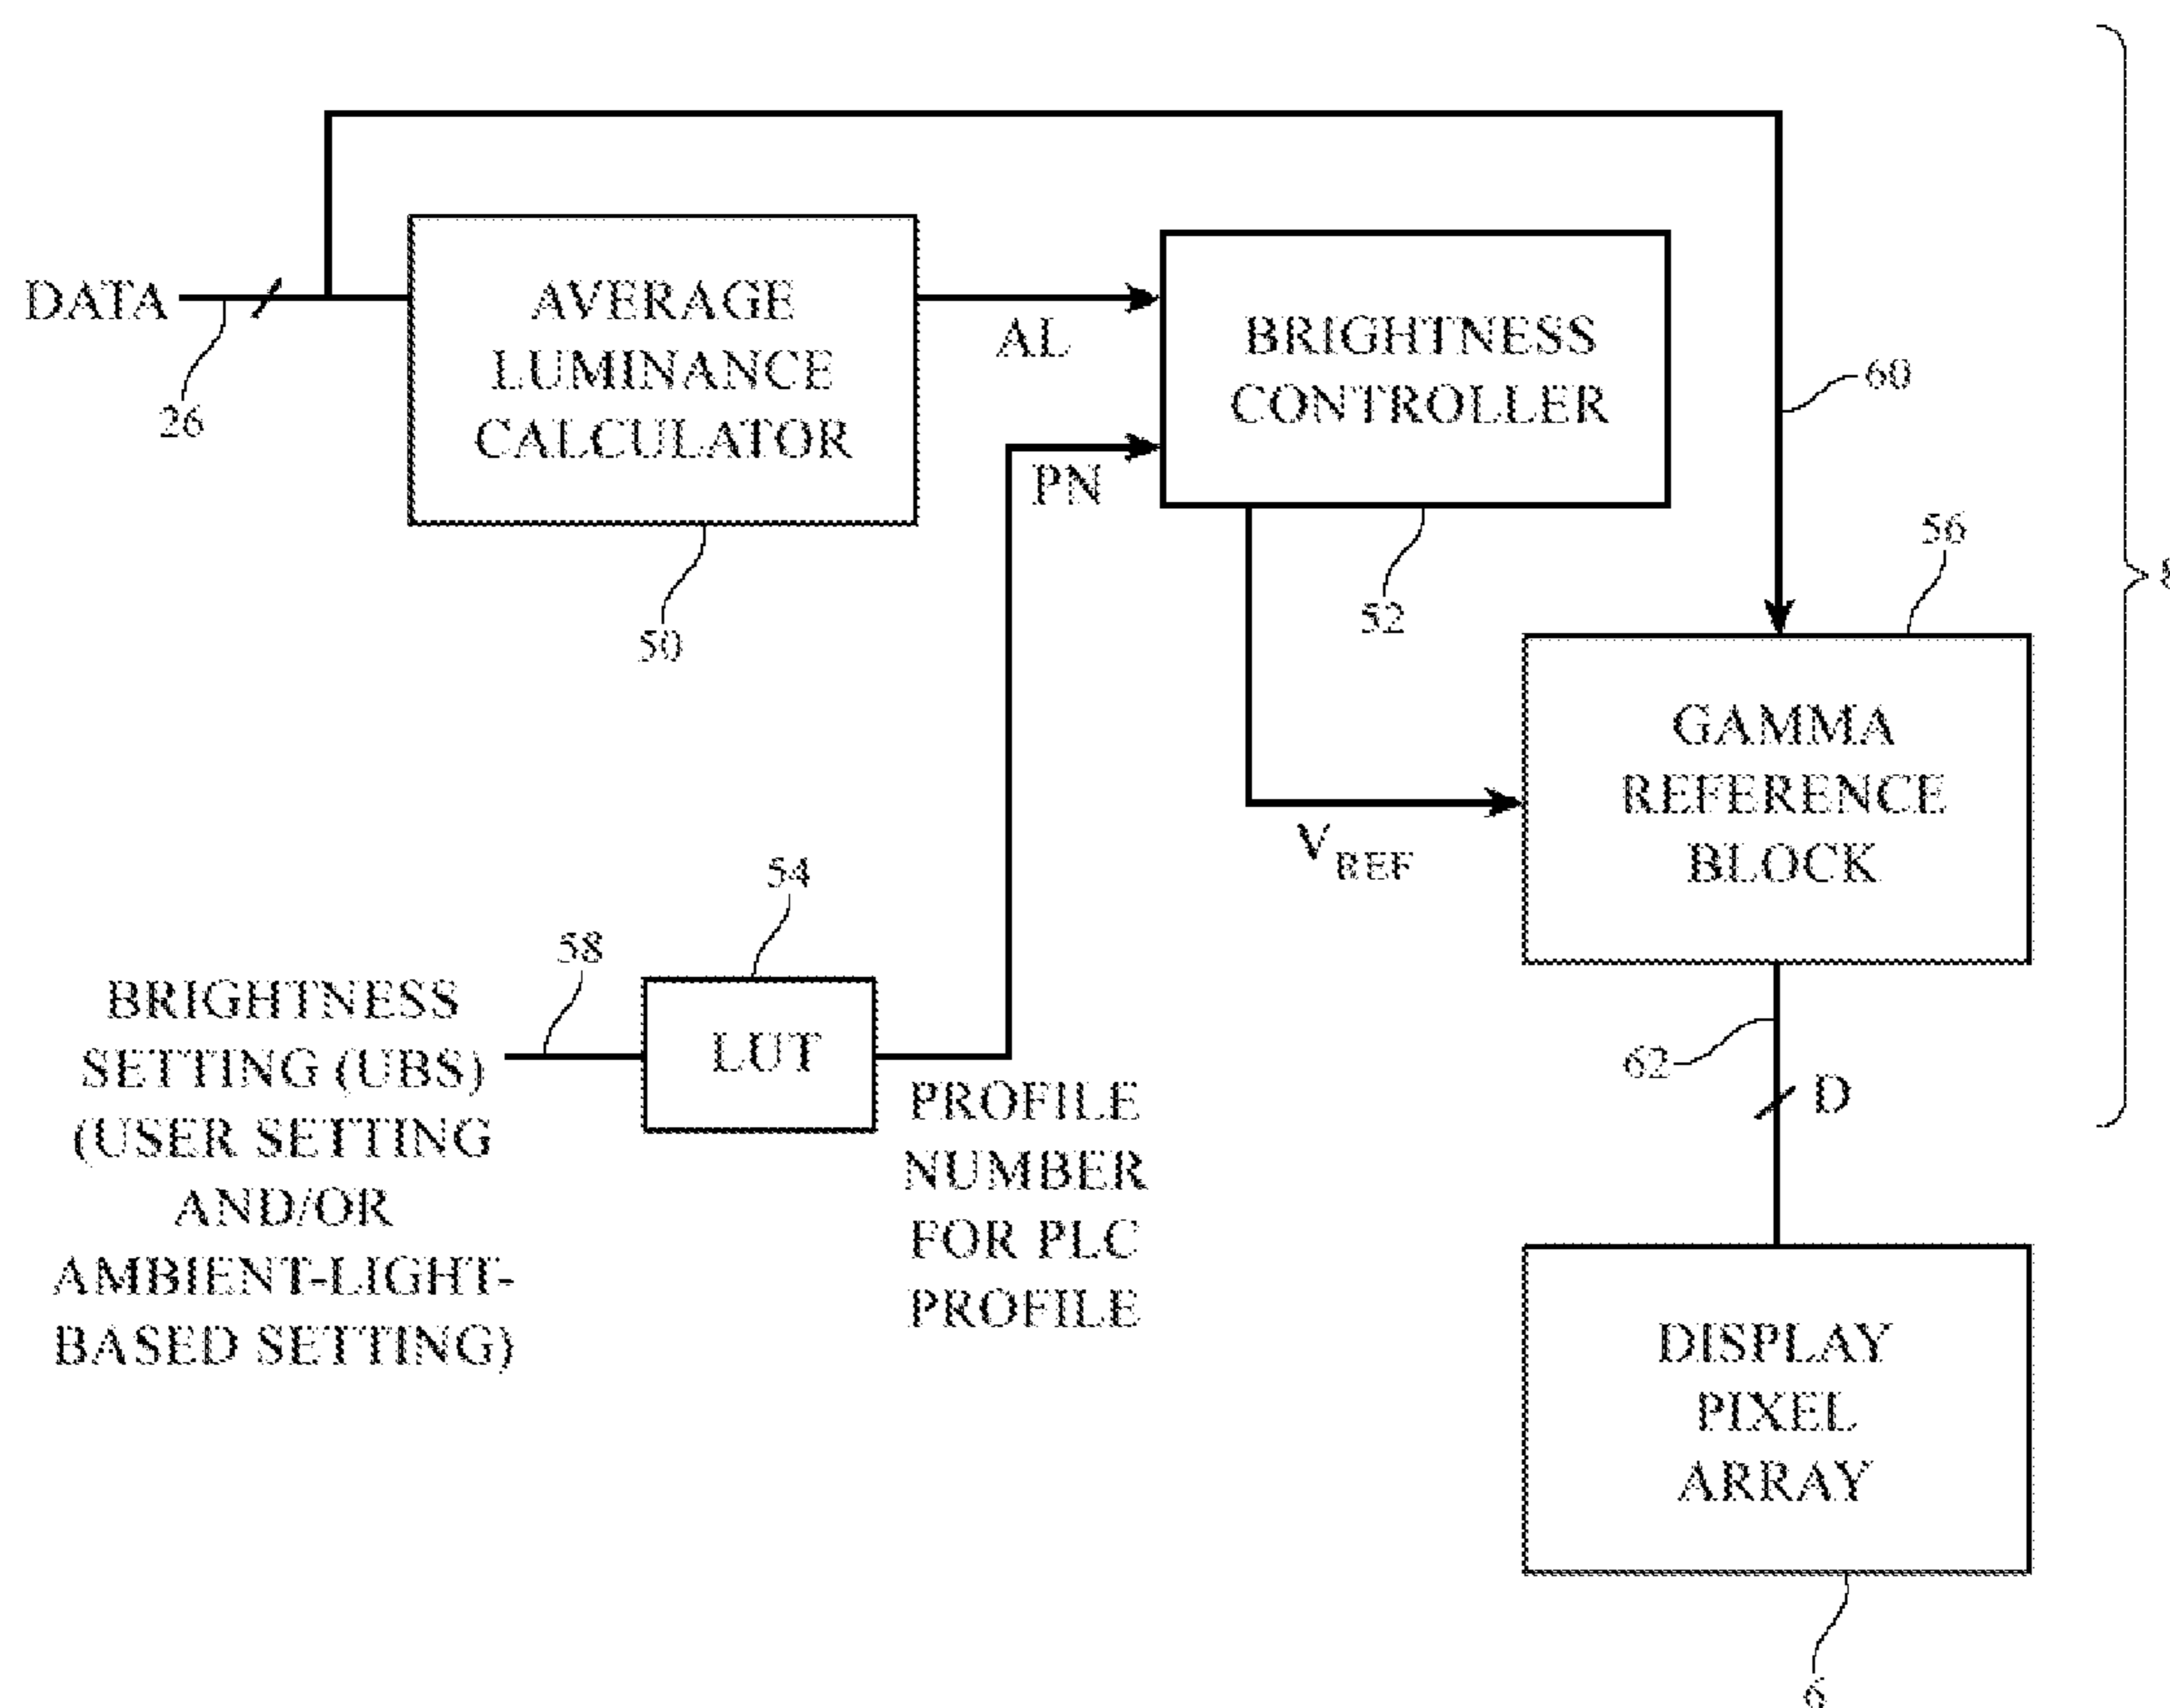 DATA
26
AVERAGE
LUMINANCE
CALCULATOR
50
AL
PN
BRIGHTNESS
CONTROLLER
52
60
56
GAMMA
REFERENCE
BLOCK
8
V REF
54
58
BRIGHTNESS
SETTING (UBS)
(USER SETTING
AND/OR
AMBIENT-LIGHT-
BASED SETTING)
LUT
PROFILE
NUMBER
FOR PLC
PROFILE
62
D
DISPLAY
PIXEL
ARRAY
6